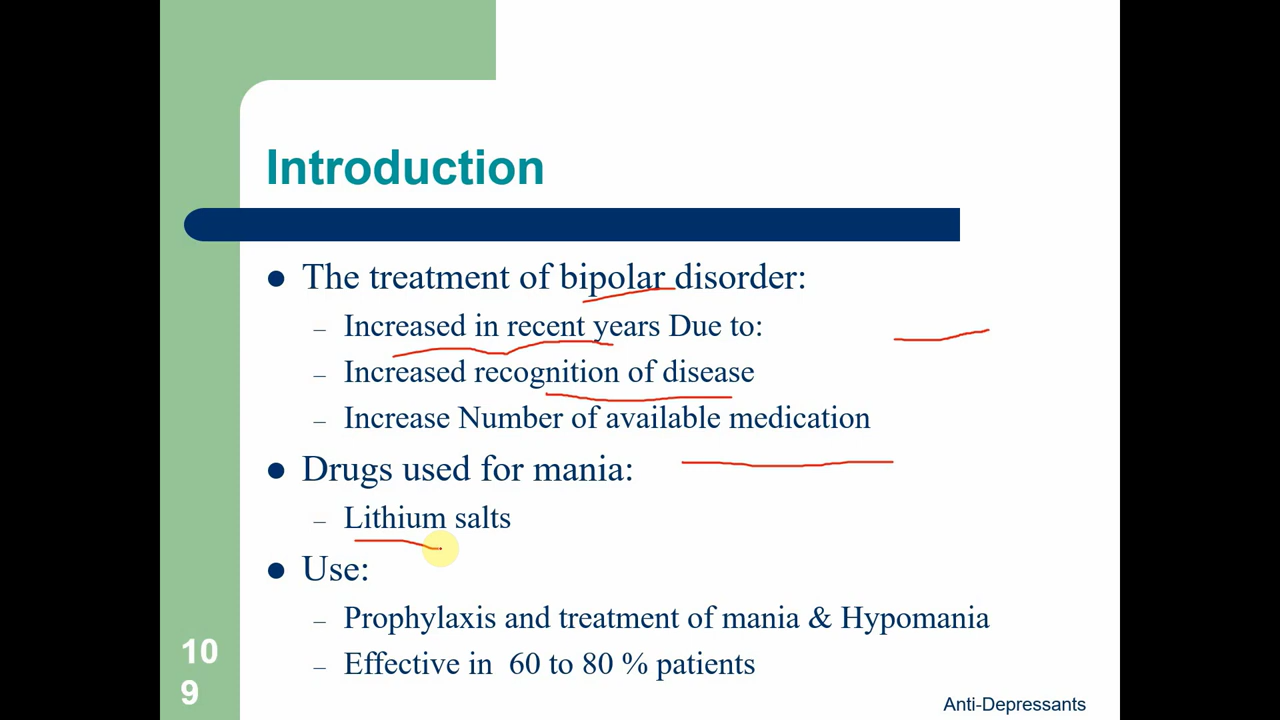 Introduction
● The treatment of bipolar disorder:
– Increased in recent years Due to:
– Increased recognition of disease
– Increase Number of available medication
● Drugs used for mania:
– Lithium salts
● Use:
– Prophylaxis and treatment of mania & Hypomania
– Effective in 60 to 80 % patients
10
9
Anti-Depressants